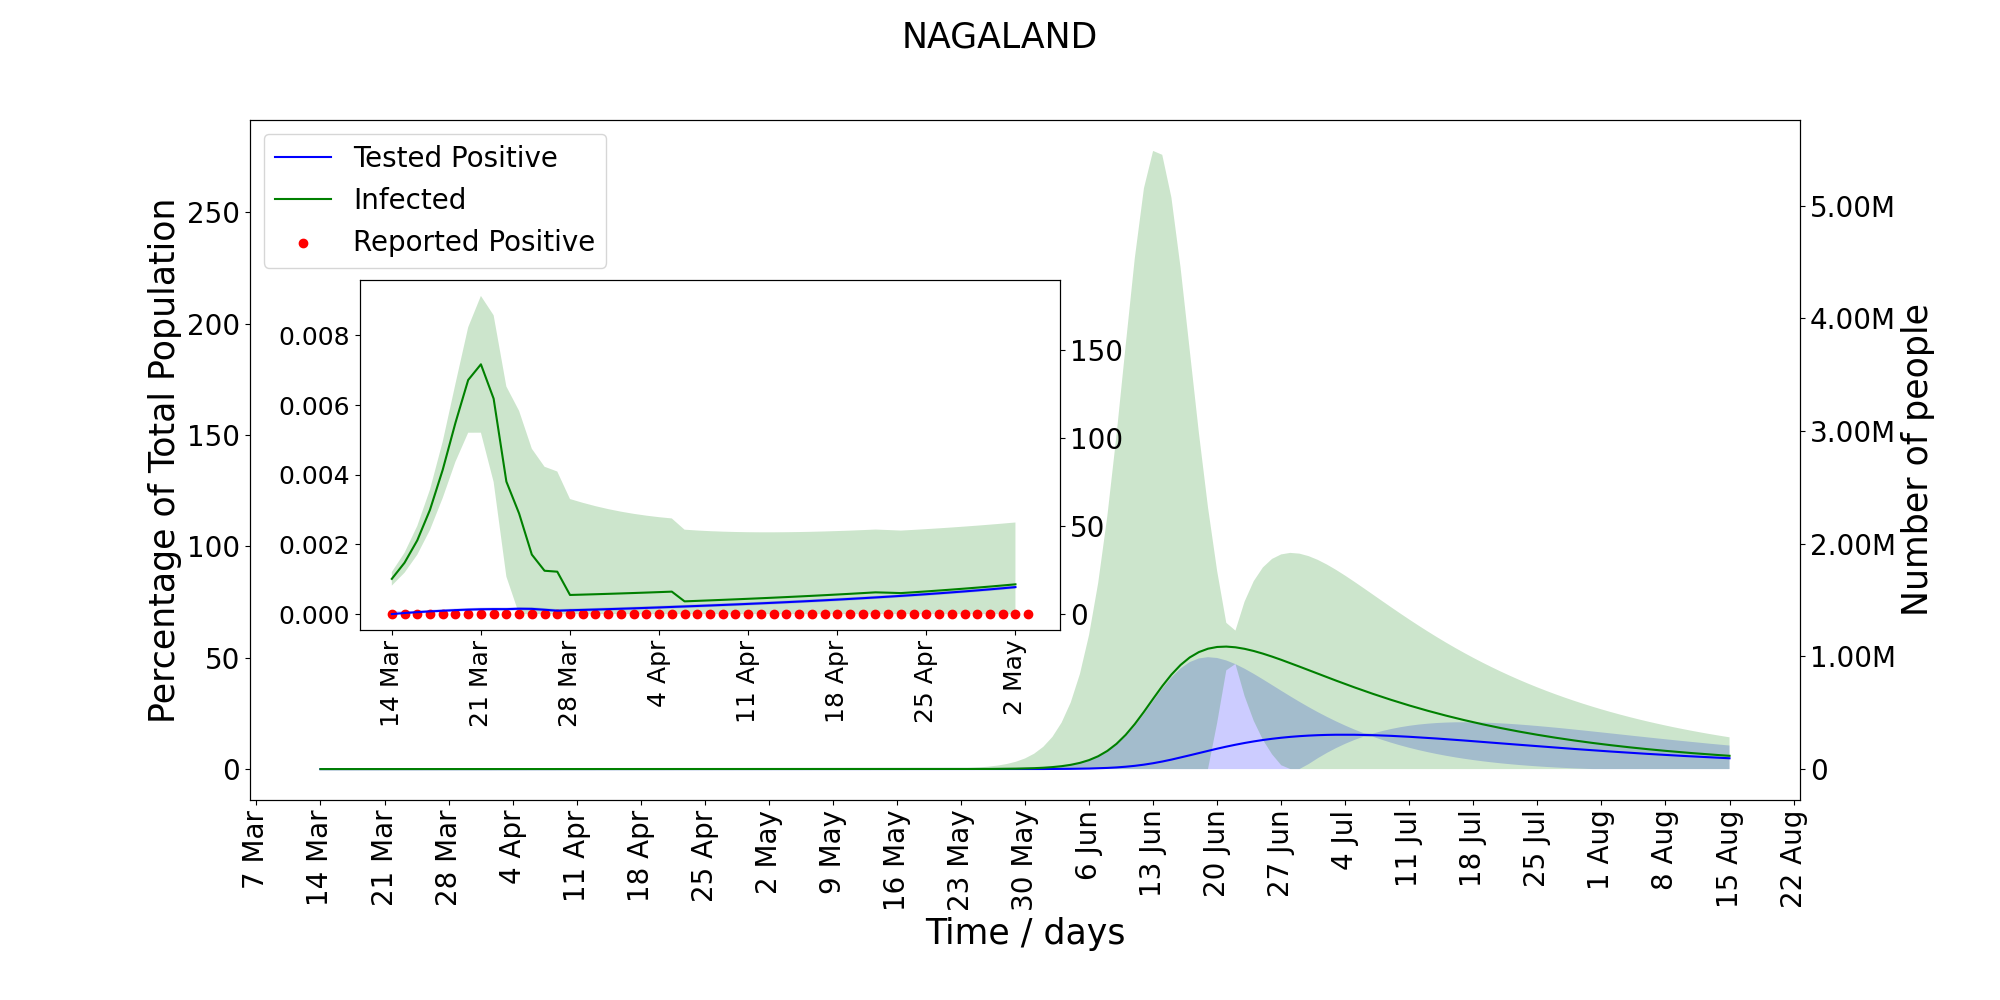 NAGALAND
Tested Positive
Infected
Reported Positive
Percentage of Total Population
250
200
150
100
50
0
5.00M
4.00M
3.00M
2.00M
1.00M
0
Number of people
0.008
0.006
0.004
0.002
0.000
150
100
50
0
14 Mar
21 Mar
28 Mar
4 Apr
11 Apr
18 Apr
25 Apr
2 May
7 Mar
14 Mar
21 Mar
28 Mar
4 Apr
11 Apr
18 Apr
25 Apr
2 May
9 May
16 May
23 May
30 May
6 Jun
13 Jun
20 Jun
27 Jun
4 Jul
11 Jul
18 Jul
25 Jul
1 Aug
8 Aug
15 Aug
22 Aug
Time / days